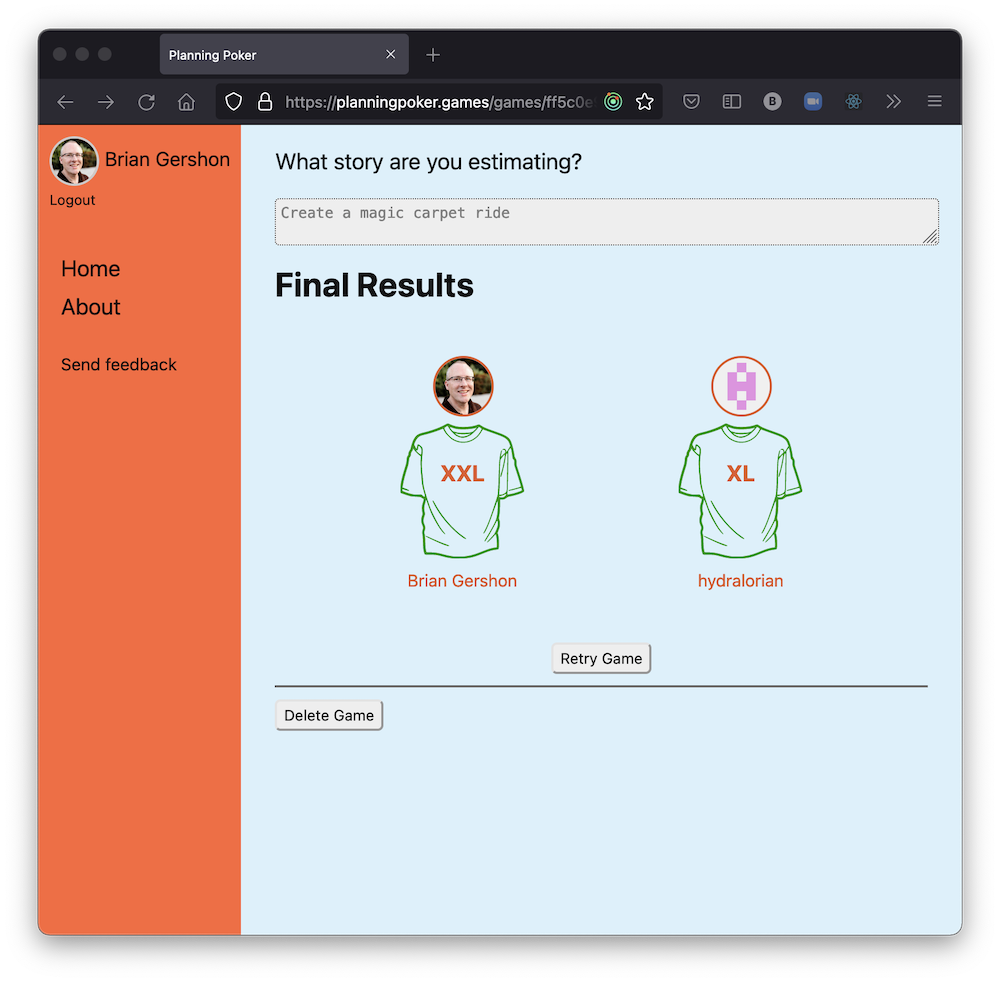 Planning Poker
https://planningpoker.games/games/ff5c0e
B
Brian Gershon
Logout
Home
About
Send feedback
What story are you estimating?
Create a magic carpet ride
Final Results
XXL
XL
Brian Gershon
hydralorian
Retry Game
Delete Game